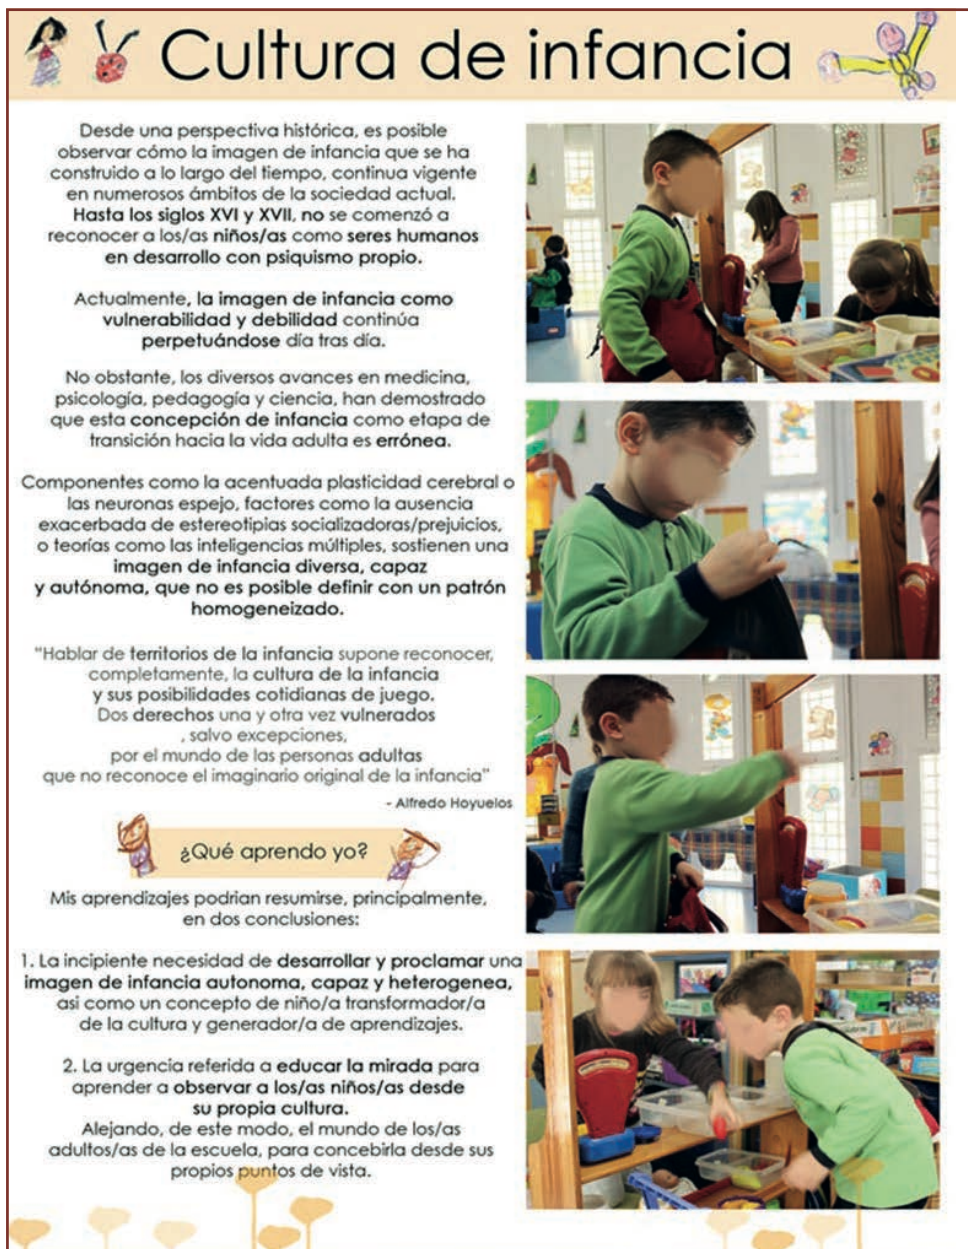 Cultura de infancia
Desde una perspectiva histórica, es posible
observar cómo la imagen de infancia que se ha
construido a lo largo del tiempo, continua vigente
en numerosos ámbitos de la sociedad actual.
Hasta los siglos XVI y XVII, no se comenzó a
reconocer a los/as niños/as como seres humanos
en desarrollo con psiquismo propio.
Actualmente, la imagen de infancia como
vulnerabilidad y debilidad continúa
perpetuándose día tras día.
No obstante, los diversos avances en medicina,
psicología, pedagogía y ciencia, han demostrado
que esta concepción de infancia como etapa de
transición hacia la vida adulta es errónea.
Componentes como la acentuada plasticidad cerebral o
las neuronas espejo, factores como la ausencia
exacerbada de estereotipias socializadoras/prejuicios,
o teorías como las inteligencias múltiples, sostienen una
imagen de infancia diversa, capaz
y autónoma, que no es posible definir con un patrón
homogeneizado.
"Hablar de territorios de la infancia supone reconocer,
completamente, la cultura de la infancia
y sus posibilidades cotidianas de juego.
Dos derechos una y otra vez vulnerados
, salvo excepciones,
por el mundo de las personas adultas
que no reconoce el imaginario original de la infancia"
- Alfredo Hoyuelos
¿Qué aprendo yo?
Mis aprendizajes podrian resumirse, principalmente,
en dos conclusiones:
1. La incipiente necesidad de desarrollar y proclamar una
imagen de infancia autonoma, capaz y heterogenea,
asi como un concepto de niño/a transformador/a
de la cultura y generador/a de aprendizajes.
2. La urgencia referida a educar la mirada para
aprender a observar a los/as niños/as desde
su propia cultura.
Alejando, de este modo, el mundo de los/as
adultos/as de la escuela, para concebirla desde sus
propios puntos de vista.